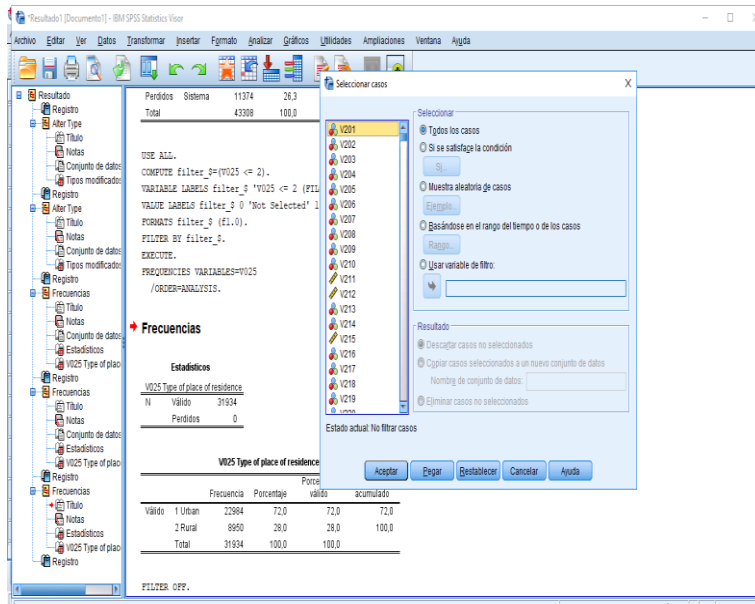 *Resultado1 [Documento1] - IBM SPSS Statistics Visor
Archivo Editar Ver Datos Transformar Insertar Formato Analizar Gráficos Utilidades Ampliaciones Ventana Ayuda
Resultado
Registro
Alter Type
Título
Notas
Conjunto de datos
Tipos modificados
Registro
Alter Type
Título
Notas
Conjunto de datos
Tipos modificados
Registro
Frecuencias
Título
Notas
Conjunto de datos
Estadísticos
V025 Type of place
Registro
Frecuencias
Título
Notas
Conjunto de datos
Estadísticos
V025 Type of plac
Registro
Frecuencias
Título
Notas
Estadísticos
V025 Type of plac
Registro
Perdidos Sistema 11374 26,3
Total 43308 100,0
USE ALL.
COMPUTE filter_$=(V025 <= 2).
VARIABLE LABELS filter_$ 'V025 <= 2 (FIL
VALUE LABELS filter_$ 0 'Not Selected' 1
FORMATS filter_$ (f1.0).
FILTER BY filter_$.
EXECUTE.
FREQUENCIES VARIABLES=V025
/ORDER=ANALYSIS.
Frecuencias
Estadísticos
V025 Type of place of residence
N Válido 31934
Perdidos 0
V025 Type of place of residence
Frecuencia Porcentaje válido acumulado
Válido 1 Urban 22984 72,0 72,0 72,0
2 Rural 8950 28,0 28,0 100,0
Total 31934 100,0 100,0
FILTER OFF.
Seleccionar casos
X
V201
V202
V203
V204
V205
V206
V207
V208
V209
V210
V211
V212
V213
V214
V215
V216
V217
V218
V219
Seleccionar
Todos los casos
Si se satisface la condición
Si...
Muestra aleatoria de casos
Ejemplo...
Basándose en el rango del tiempo o de los casos
Rango...
Usar variable de filtro:
Resultado
Descartar casos no seleccionados
Copiar casos seleccionados a un nuevo conjunto de datos
Nombre de conjunto de datos:
Eliminar casos no seleccionados
Estado actual: No filtrar casos
Aceptar Pegar Restablecer Cancelar Ayuda